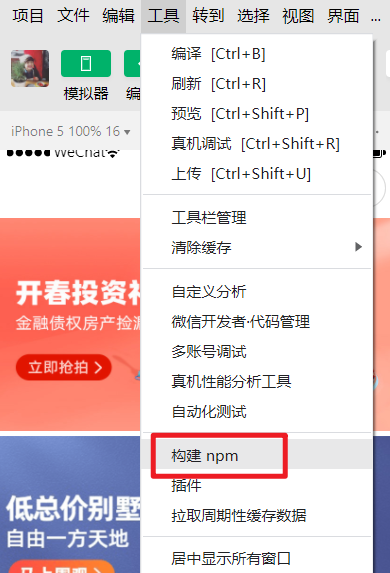 项目 文件 编辑 工具 转到 选择 视图 界面 ...
编译 [Ctrl+B]
刷新 [Ctrl+R]
预览 [Ctrl+Shift+P]
真机调试 [Ctrl+Shift+R]
上传 [Ctrl+Shift+U]
工具栏管理
清除缓存
自定义分析
微信开发者·代码管理
多账号调试
真机性能分析工具
自动化测试
构建 npm
插件
拉取周期性缓存数据
居中显示所有窗口
模拟器
编
iPhone 5 100% 16
WeChat
开春投资
金融债权房产捡
立即抢拍 >
低总价别墅
自由一方天地